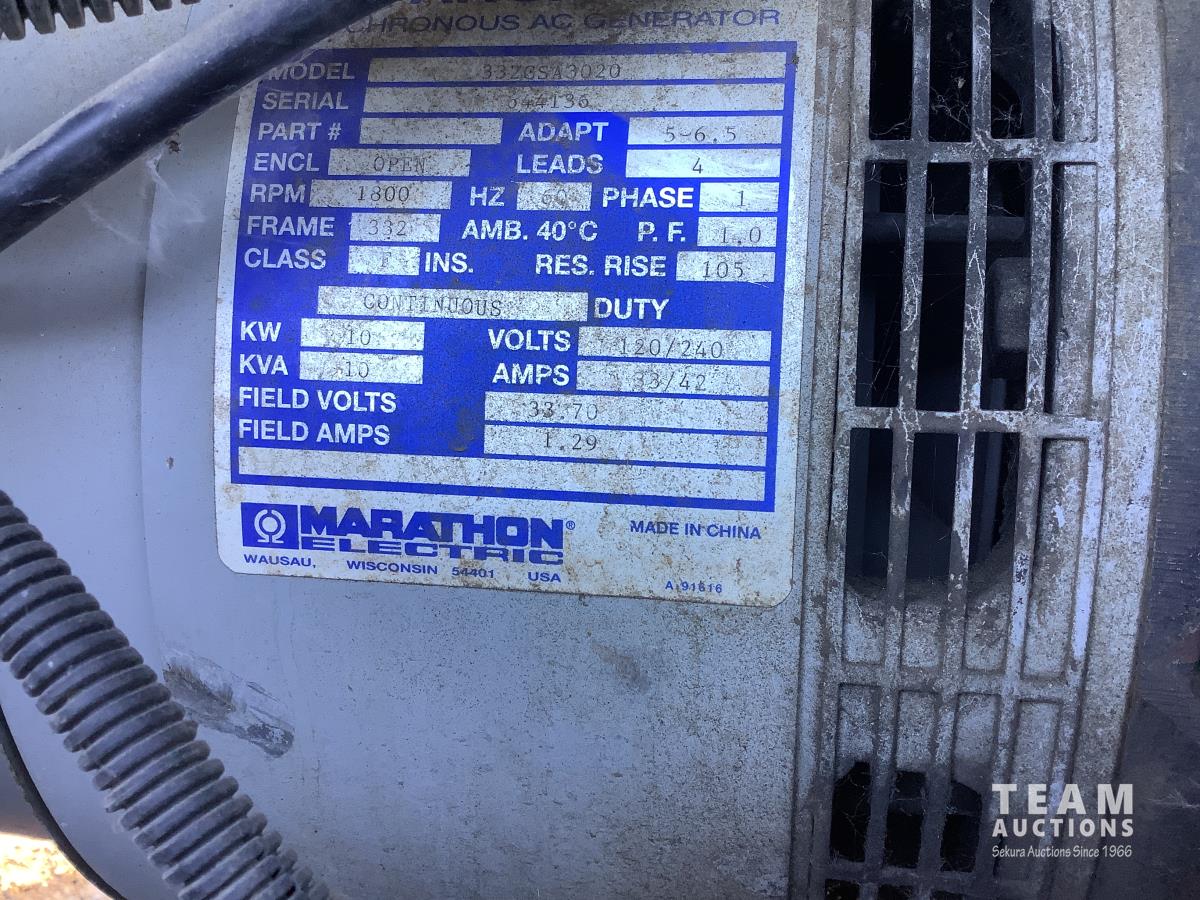 CHRONOUS AC GENERATOR
MODEL 33ZGSA3020
SERIAL 644136
PART # ADAPT 5-6.5
ENCL OPEN LEADS 4
RPM 1800 HZ 60 PHASE 1
FRAME 332 AMB. 40°C P. F. 1.0
CLASS F INS. RES. RISE 105
CONTINUOUS DUTY
KW 10 VOLTS 120/240
KVA 10 AMPS 83/42
FIELD VOLTS 33.70
FIELD AMPS 1.29
MARATHON® MADE IN CHINA
ELECTRIC
WAUSAU, WISCONSIN 54401 USA A-91616
TEAM
AUCTIONS
Sekura Auctions Since 1966